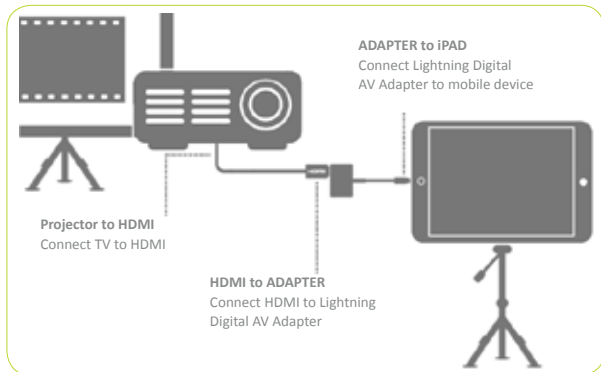 ADAPTER to iPAD
Connect Lightning Digital
AV Adapter to mobile device
HDMI
Projector to HDMI
Connect TV to HDMI
HDMI to ADAPTER
Connect HDMI to Lightning
Digital AV Adapter